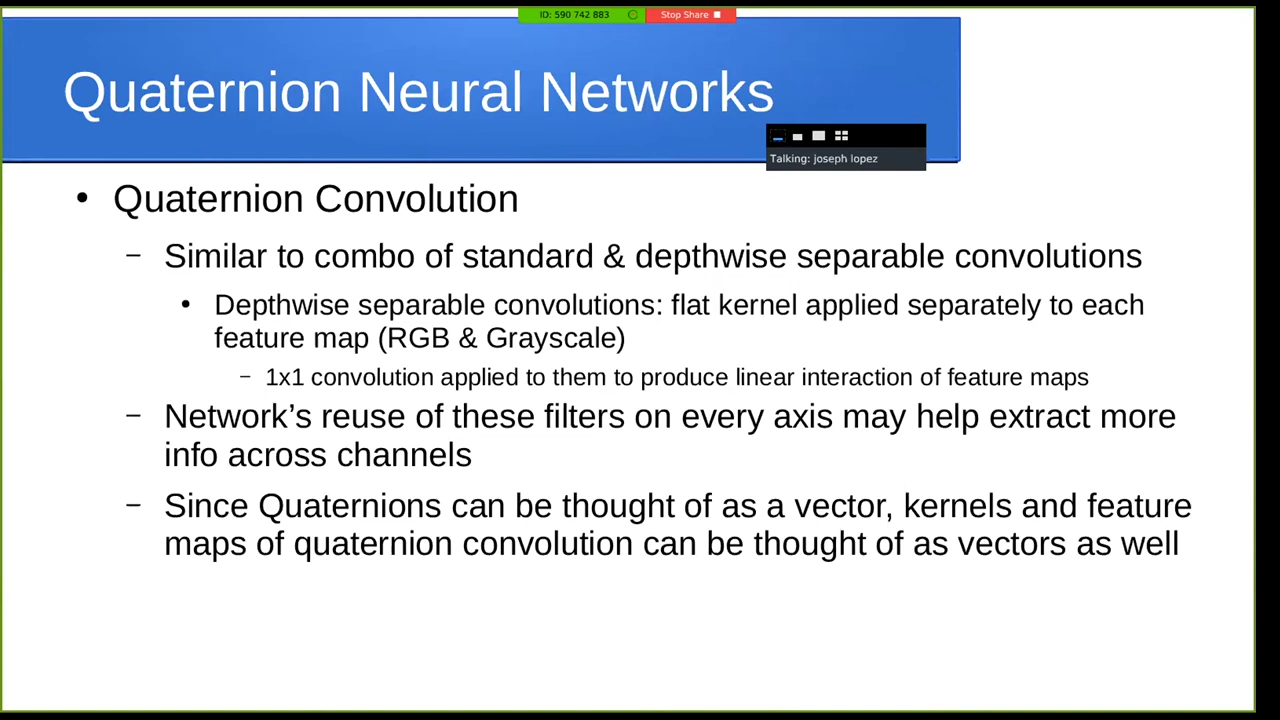 ID: 590 742 883
Stop Share
Quaternion Neural Networks
Talking: joseph lopez
• Quaternion Convolution
– Similar to combo of standard & depthwise separable convolutions
• Depthwise separable convolutions: flat kernel applied separately to each
feature map (RGB & Grayscale)
– 1x1 convolution applied to them to produce linear interaction of feature maps
– Network’s reuse of these filters on every axis may help extract more
info across channels
– Since Quaternions can be thought of as a vector, kernels and feature
maps of quaternion convolution can be thought of as vectors as well